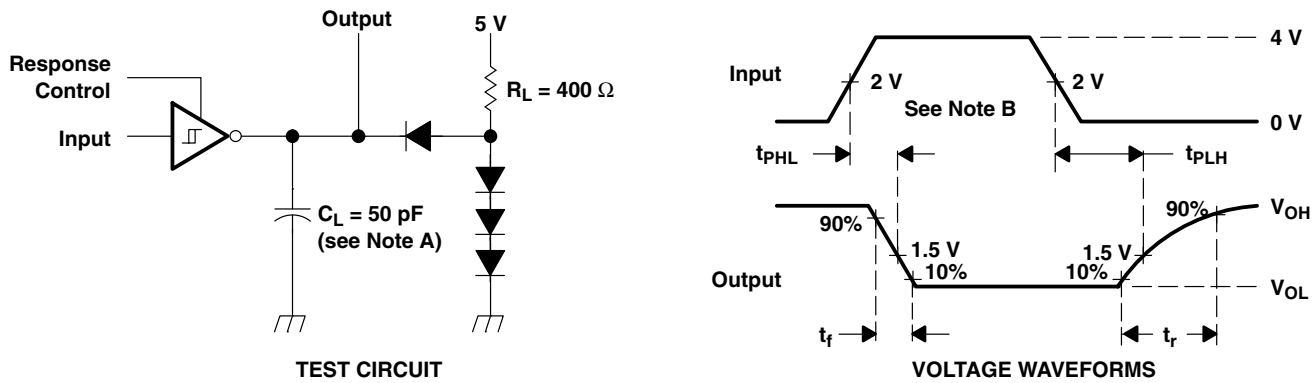 Output
5 V
Response
Control
Input
R_L = 400 Ω
C_L = 50 pF
(see Note A)
TEST CIRCUIT
Input
2 V
2 V
4 V
0 V
See Note B
t_PHL
t_PLH
Output
90%
1.5 V
10%
10%
1.5 V
90%
V_OH
V_OL
t_f
t_r
VOLTAGE WAVEFORMS